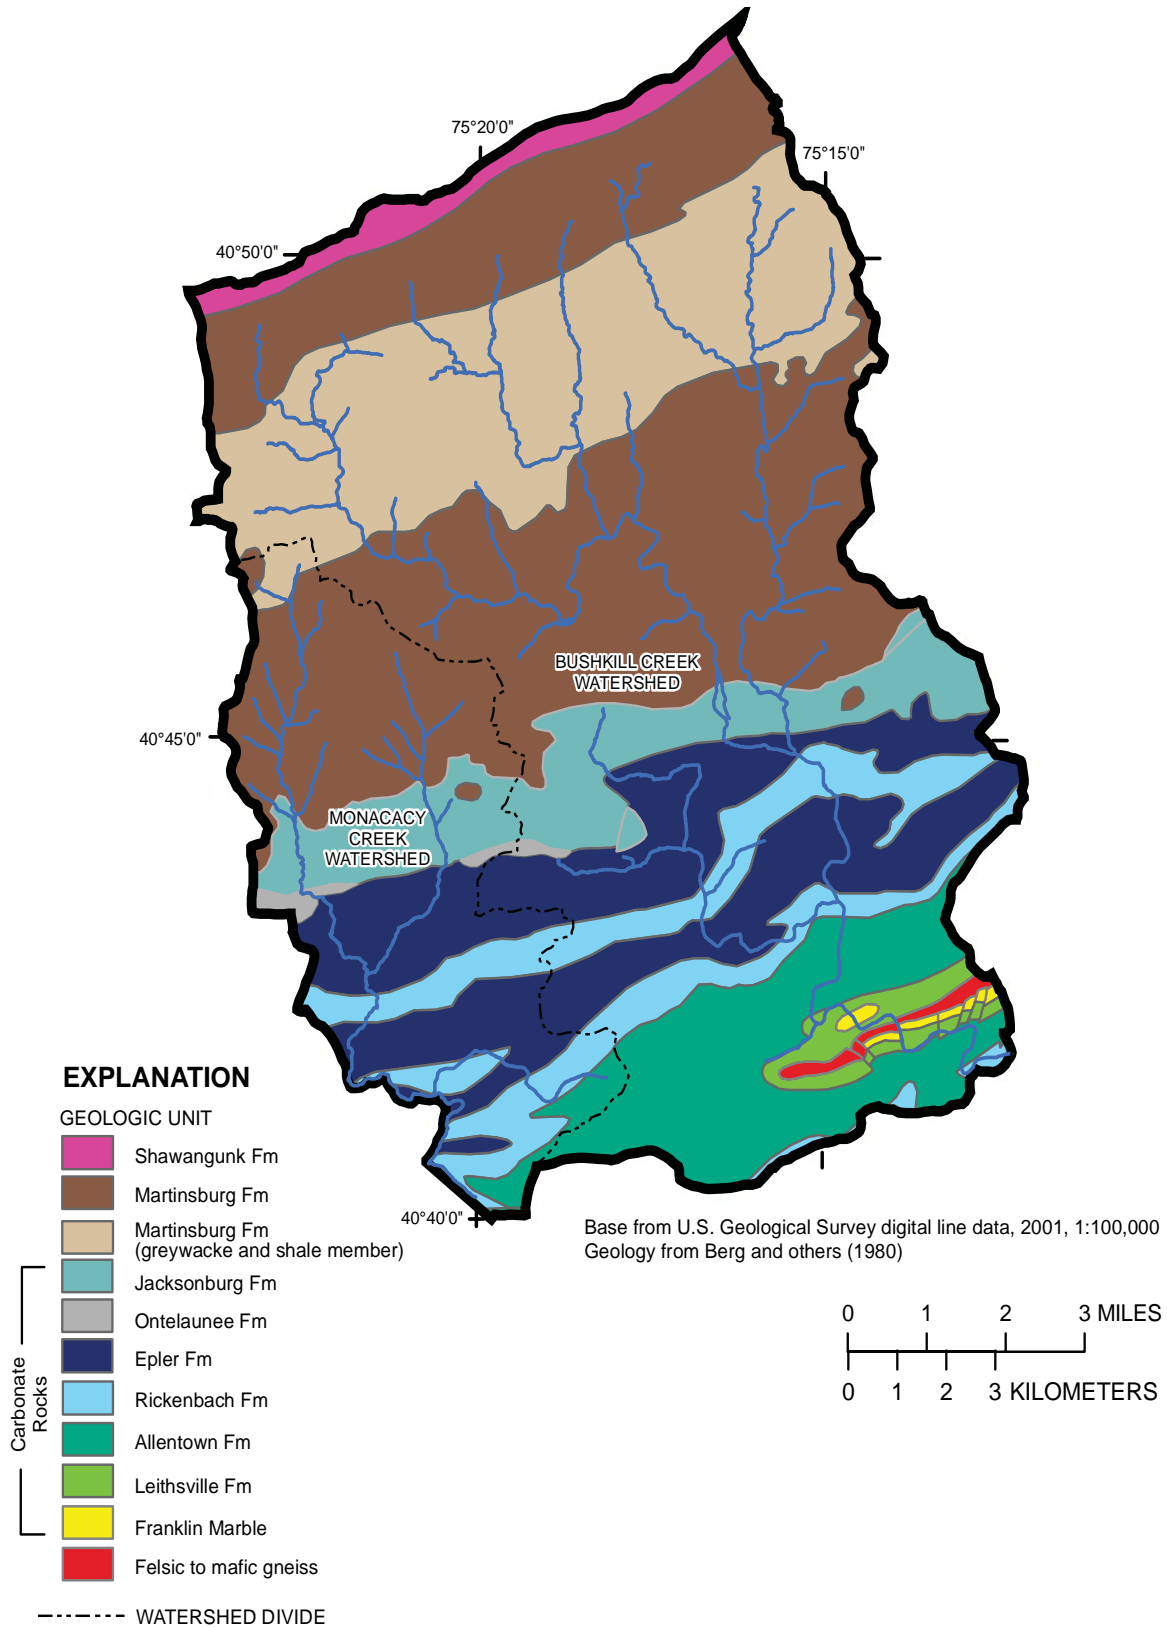 75°20'0"
75°15'0"
40°50'0"
BUSHKILL CREEK
WATERSHED
40°45'0"
MONACACY
CREEK
WATERSHED
EXPLANATION
GEOLOGIC UNIT
Shawangunk Fm
Martinsburg Fm
Martinsburg Fm
(greywacke and shale member)
Jacksonburg Fm
Ontelaunee Fm
Epler Fm
Rickenbach Fm
Allentown Fm
Leithsville Fm
Franklin Marble
Felsic to mafic gneiss
Carbonate
Rocks
WATERSHED DIVIDE
40°40'0"
Base from U.S. Geological Survey digital line data, 2001, 1:100,000
Geology from Berg and others (1980)
0 1 2 3 MILES
0 1 2 3 KILOMETERS